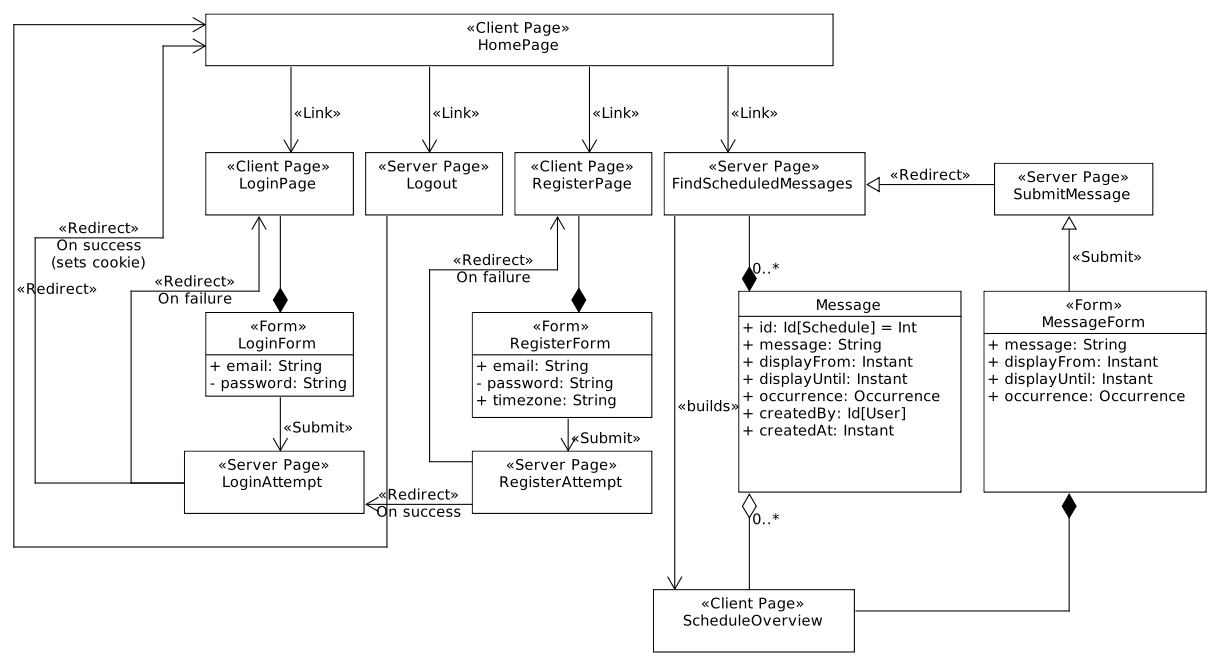 «Client Page»
HomePage
«Link»
«Link»
«Link»
«Link»
«Client Page»
LoginPage
«Server Page»
Logout
«Client Page»
RegisterPage
«Server Page»
FindScheduledMessages
«Redirect»
«Server Page»
SubmitMessage
«Redirect»
On success
(sets cookie)
«Redirect»
«Redirect»
On failure
«Redirect»
On failure
0..*
«Submit»
«Form»
LoginForm
+ email: String
- password: String
«Form»
RegisterForm
+ email: String
- password: String
+ timezone: String
Message
+ id: Id[Schedule] = Int
+ message: String
+ displayFrom: Instant
+ displayUntil: Instant
+ occurrence: Occurrence
+ createdBy: Id[User]
+ createdAt: Instant
«Form»
MessageForm
+ message: String
+ displayFrom: Instant
+ displayUntil: Instant
+ occurrence: Occurrence
«builds»
«Submit»
«Submit»
«Server Page»
LoginAttempt
«Redirect»
On success
«Server Page»
RegisterAttempt
0..*
«Client Page»
ScheduleOverview